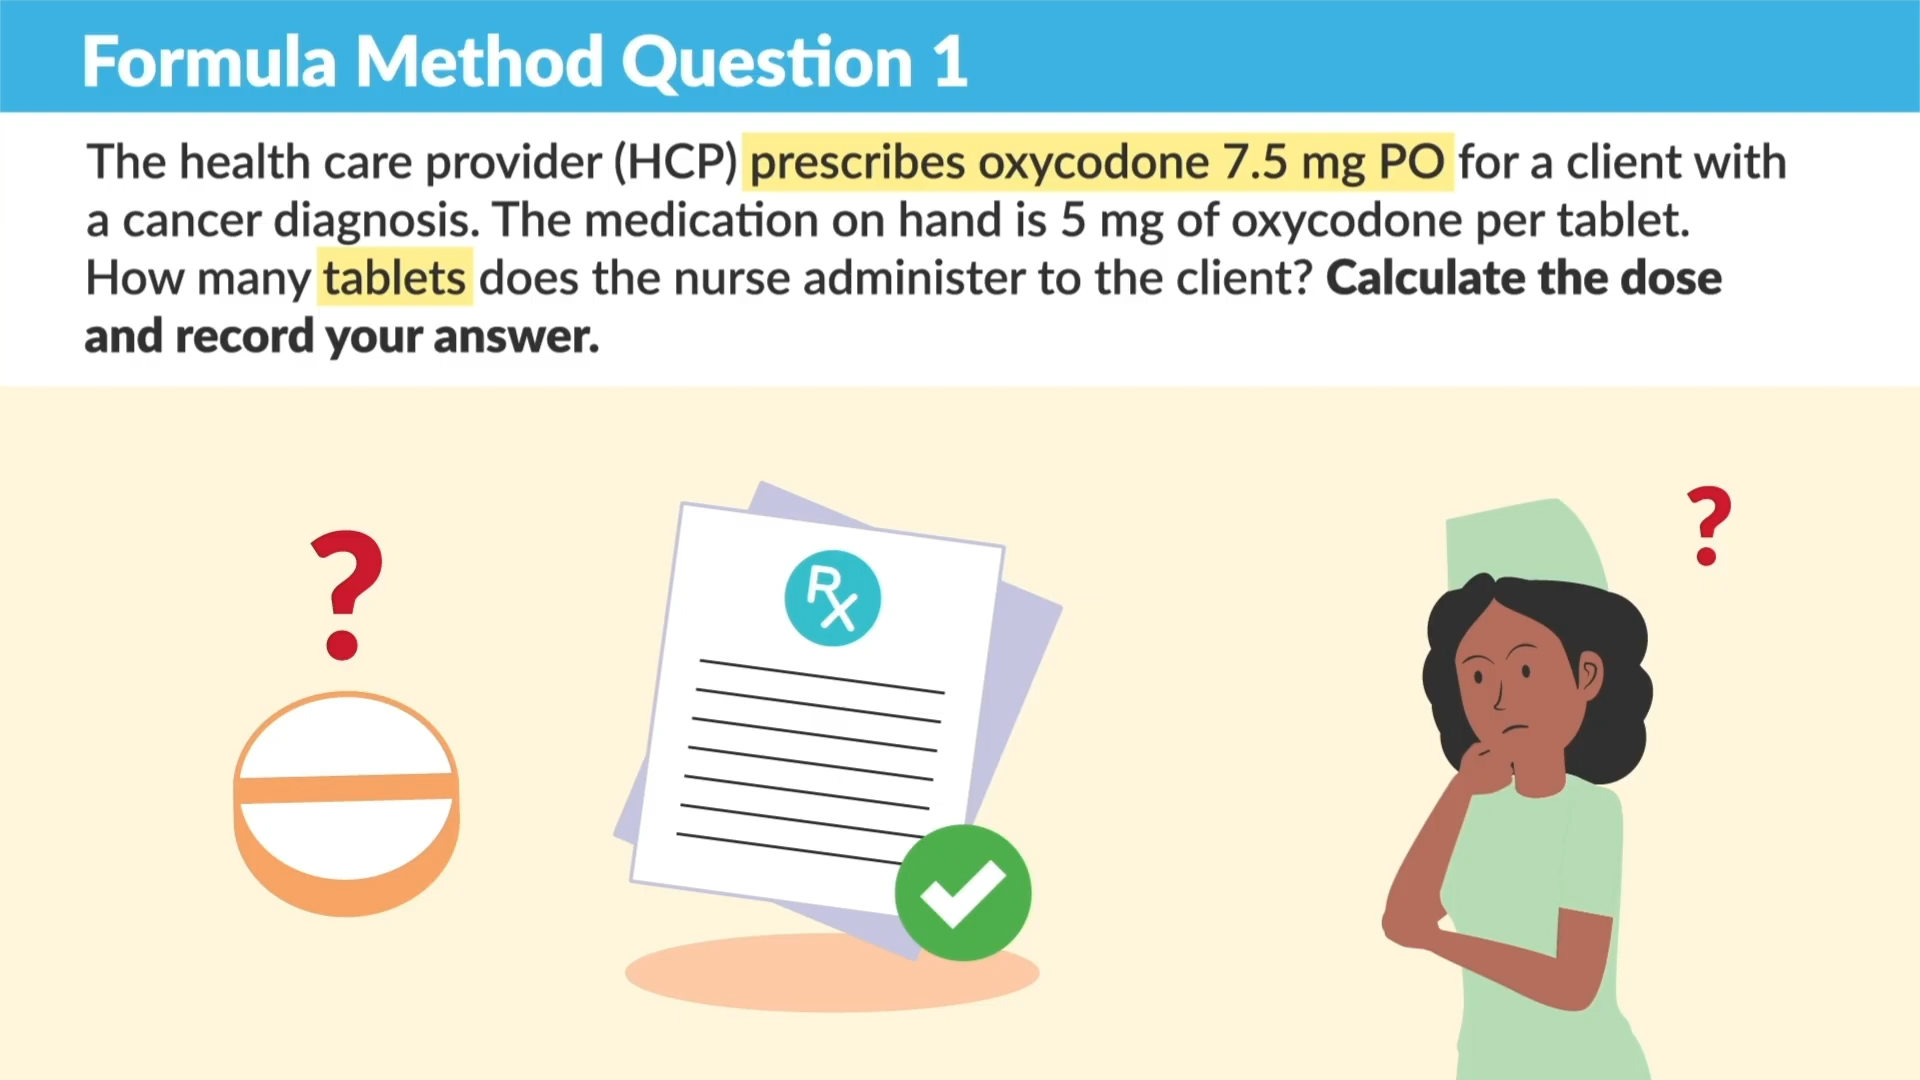 Formula Method Question 1
The health care provider (HCP) prescribes oxycodone 7.5 mg PO for a client with
a cancer diagnosis. The medication on hand is 5 mg of oxycodone per tablet.
How many tablets does the nurse administer to the client? Calculate the dose
and record your answer.
?
?
Rx